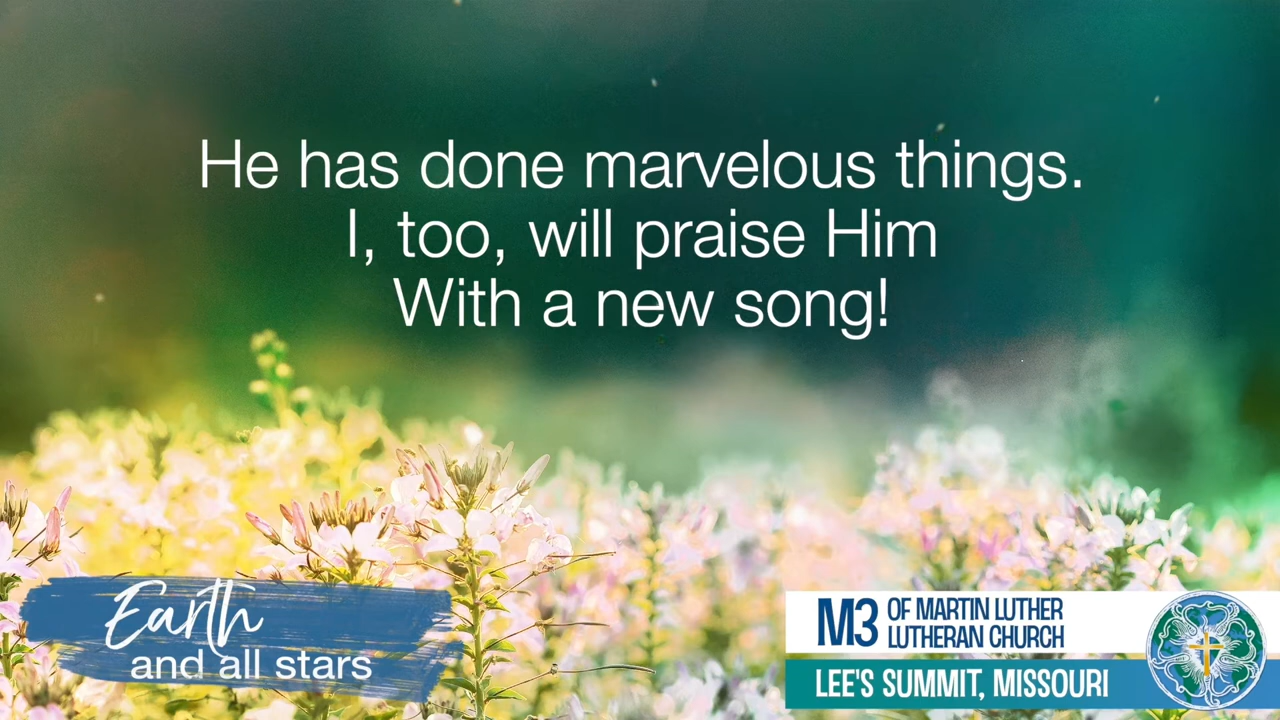 He has done marvelous things.
I, too, will praise Him
With a new song!
Earth
and all stars
M3 OF MARTIN LUTHER
LUTHERAN CHURCH
LEE'S SUMMIT, MISSOURI